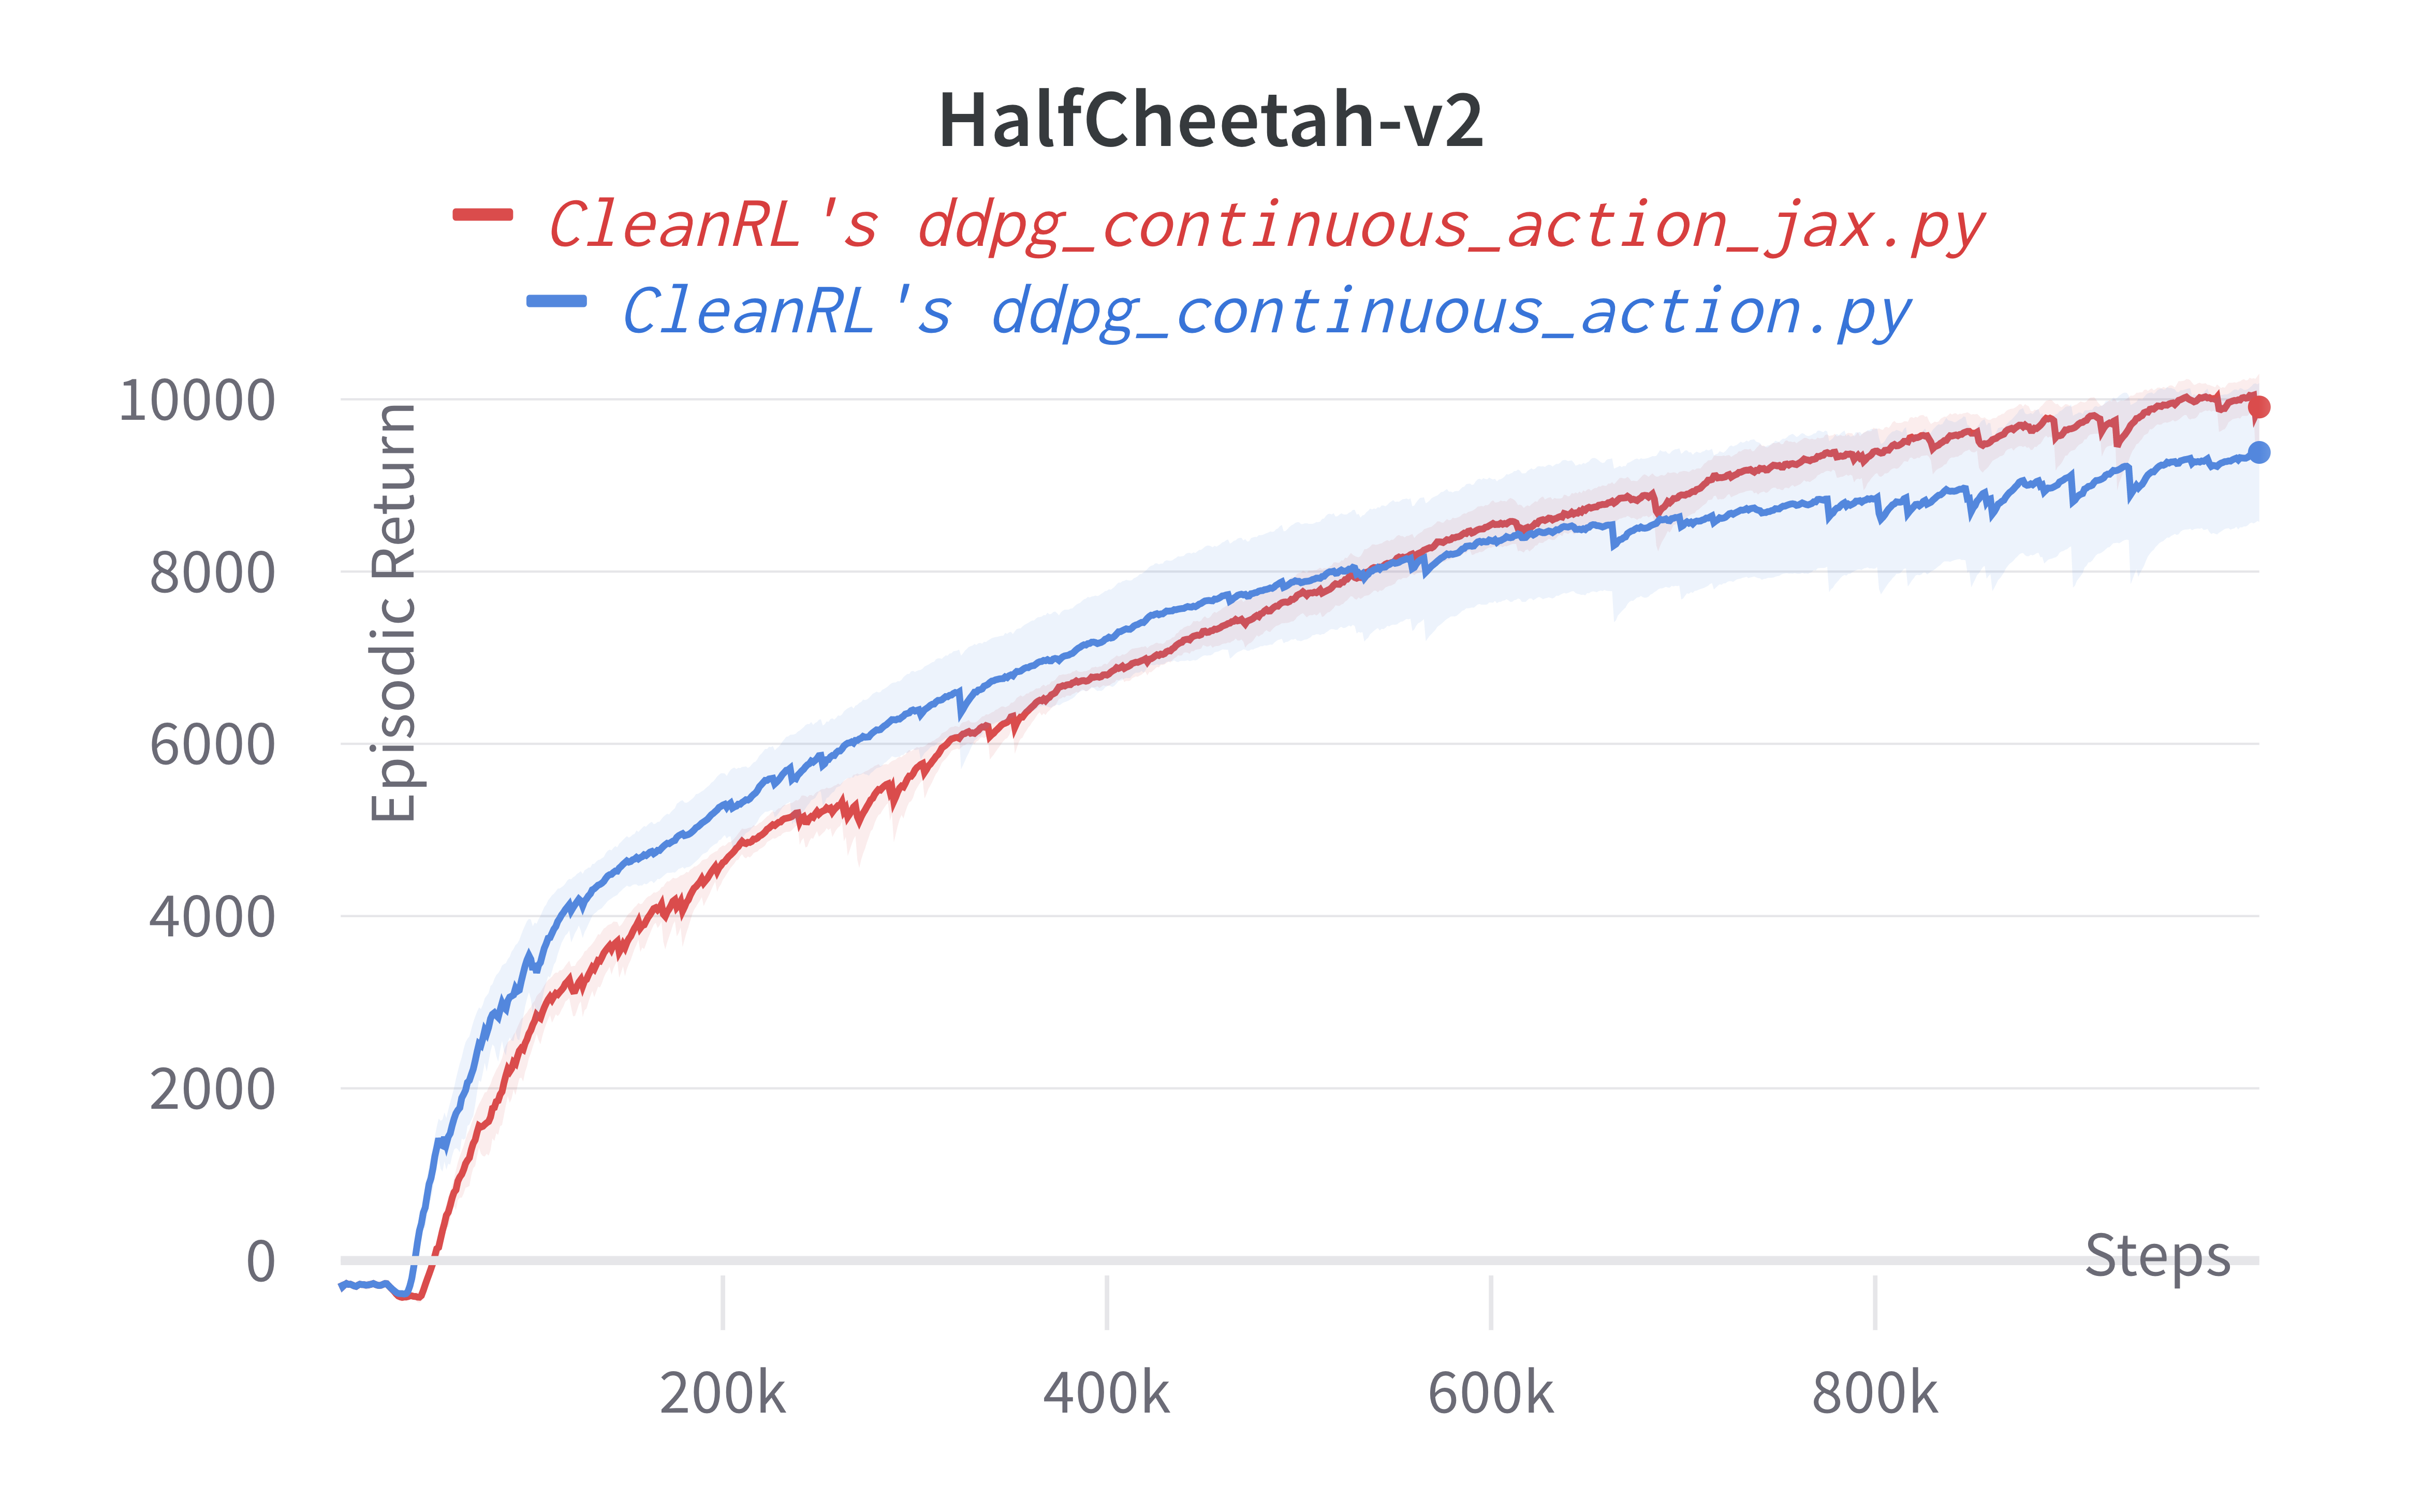 HalfCheetah-v2
CleanRL's ddpg_continuous_action_jax.py
CleanRL's ddpg_continuous_action.py
Episodic Return
10000
8000
6000
4000
2000
0
Steps
200k 400k 600k 800k